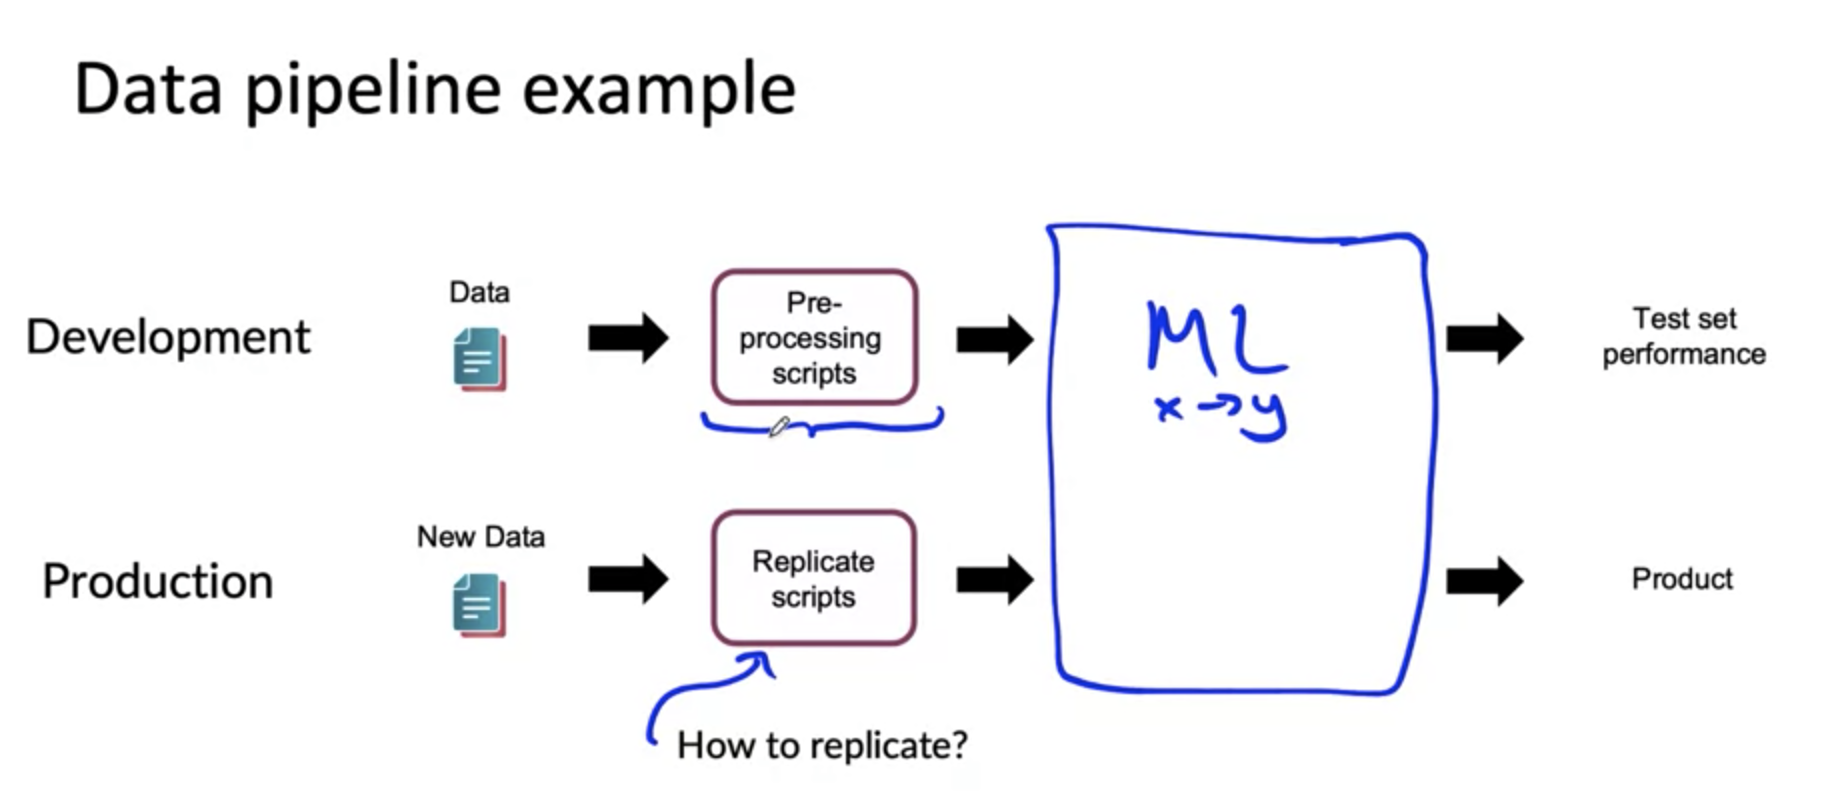 Data pipeline example
Development
Data
Pre-
processing
scripts
ML
x→y
Test set
performance
Production
New Data
Replicate
scripts
Product
How to replicate?